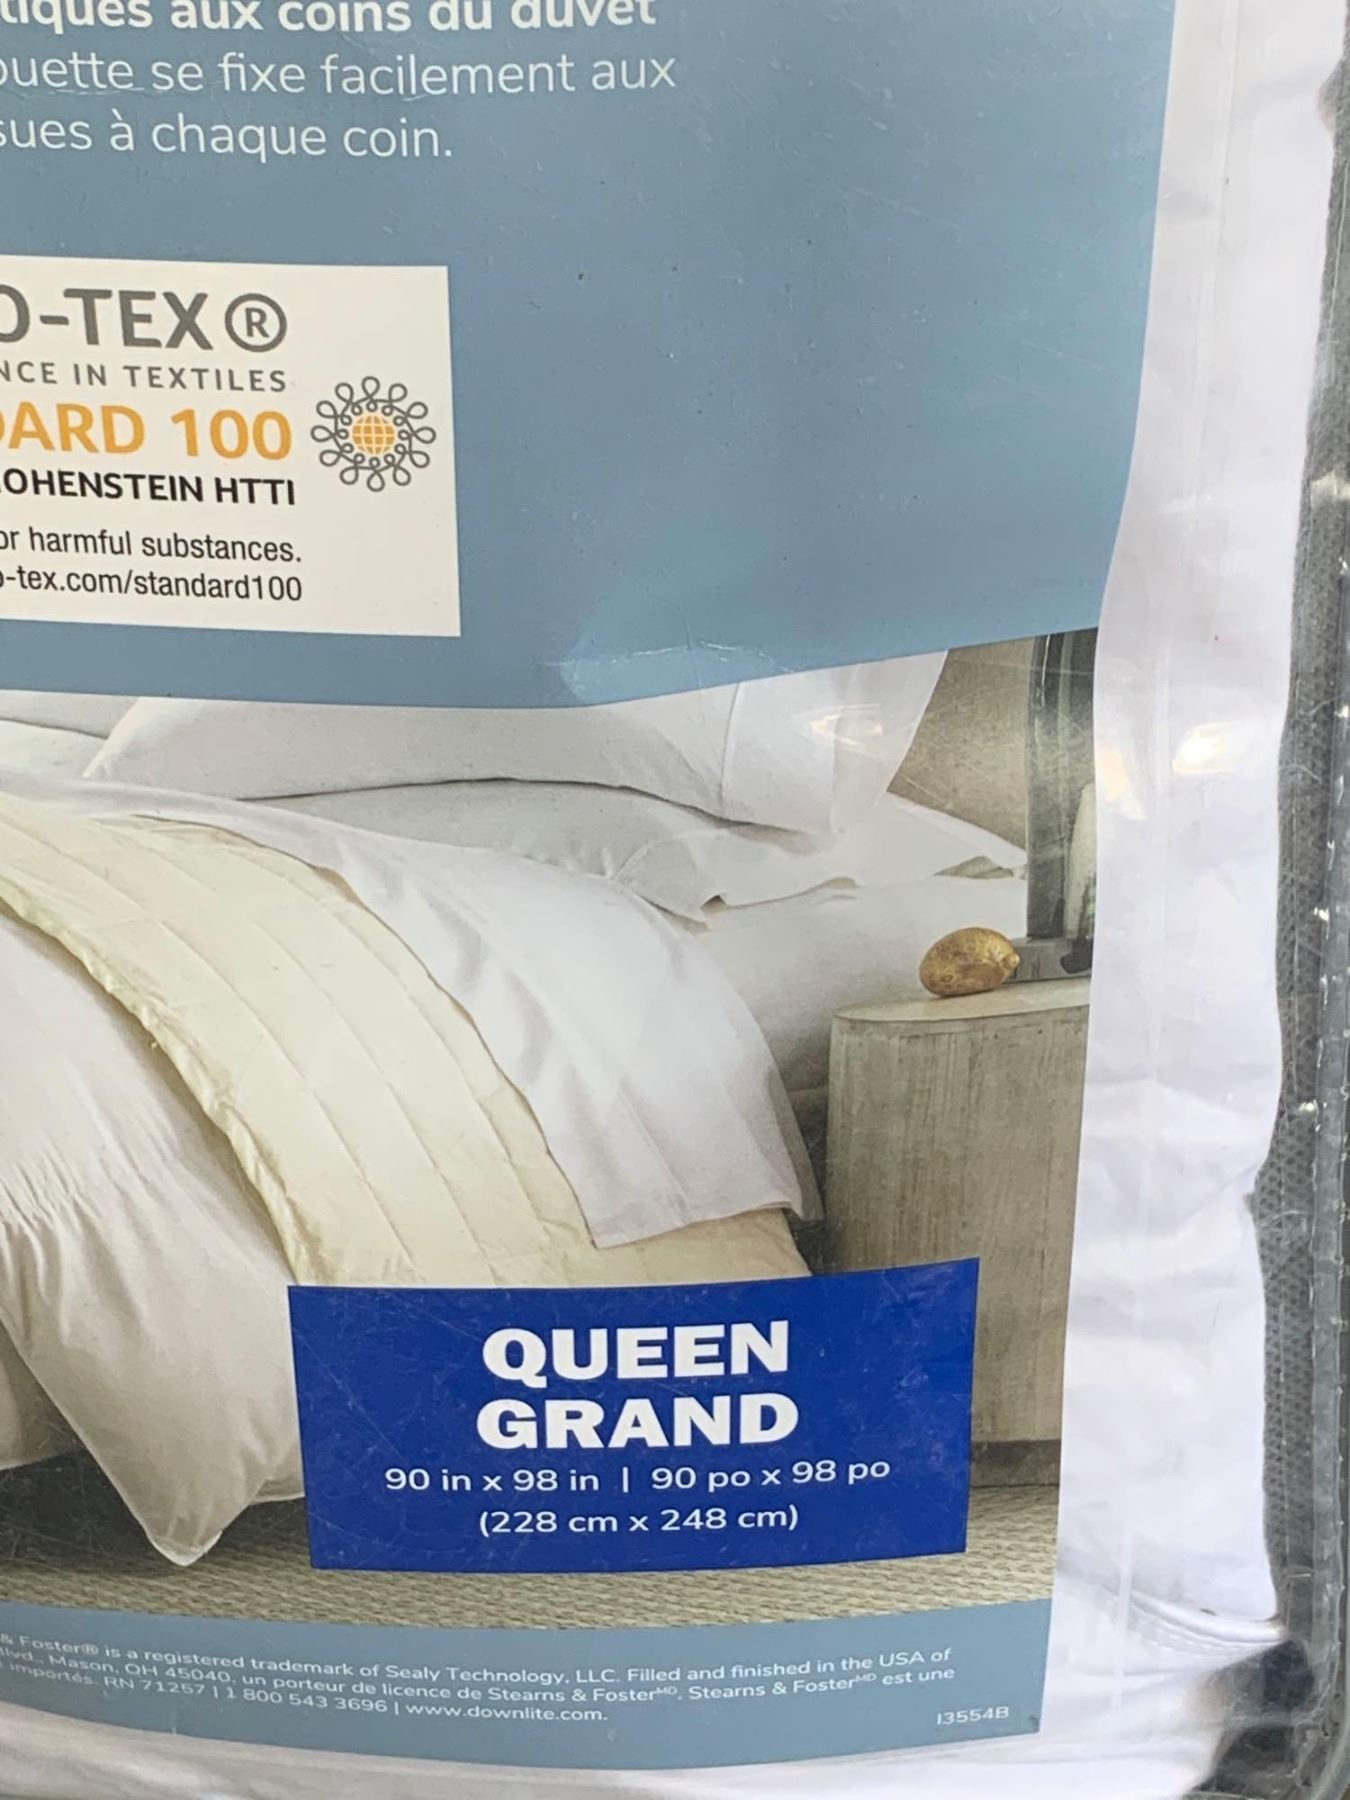 tiques aux coins du duvet
ouette se fixe facilement aux
sues à chaque coin.
O-TEX®
NCE IN TEXTILES
DARD 100
OHENSTEIN HTTI
or harmful substances.
o-tex.com/standard100
QUEEN
GRAND
90 in x 98 in | 90 po x 98 po
(228 cm x 248 cm)
& Foster® is a registered trademark of Sealy Technology, LLC. Filled and finished in the USA of
lvd., Mason, OH 45040, un porteur de licence de Stearns & Foster MD. Stearns & Foster MD est une
importés. RN 71257 | 1 800 543 3696 | www.downlite.com.
I3554B